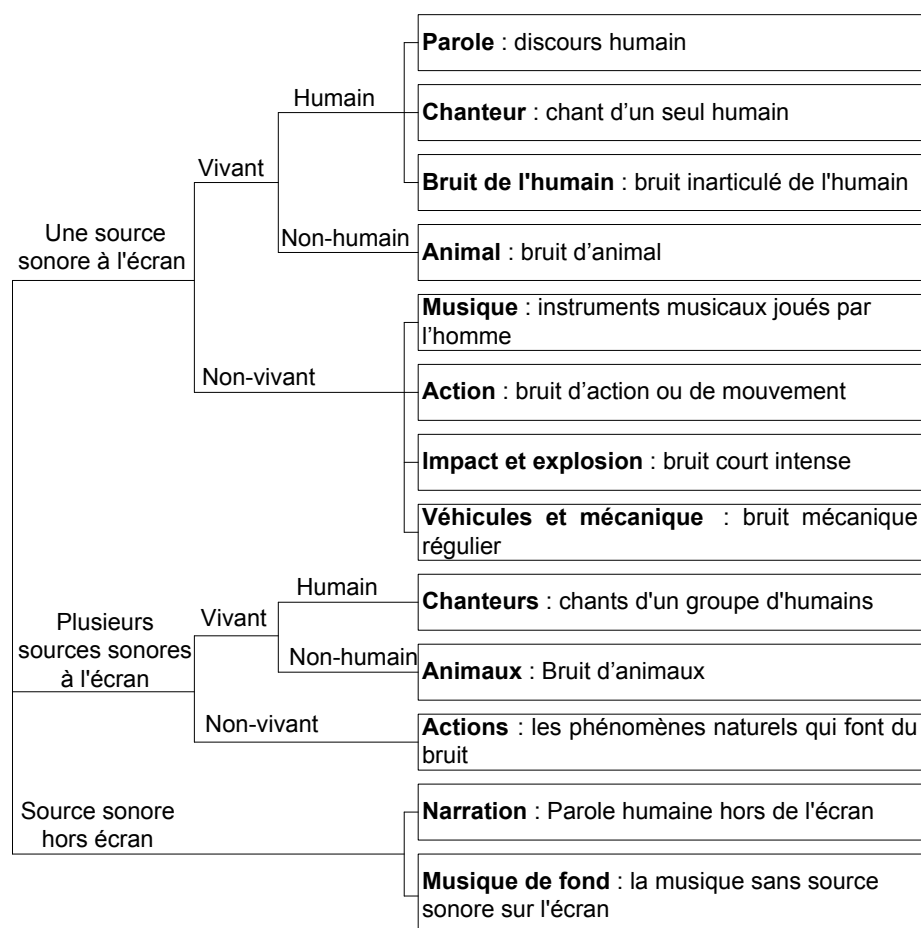 Parole : discours humain
Humain
Chanteur : chant d’un seul humain
Vivant
Bruit de l'humain : bruit inarticulé de l'humain
Non-humain
Une source
sonore à l'écran
Animal : bruit d’animal
Musique : instruments musicaux joués par
l’homme
Non-vivant
Action : bruit d’action ou de mouvement
Impact et explosion : bruit court intense
Véhicules et mécanique : bruit mécanique
régulier
Humain
Chanteurs : chants d'un groupe d'humains
Plusieurs
sources sonores
à l'écran
Vivant
Non-humain
Animaux : Bruit d’animaux
Non-vivant
Actions : les phénomènes naturels qui font du
bruit
Source sonore
hors écran
Narration : Parole humaine hors de l'écran
Musique de fond : la musique sans source
sonore sur l'écran